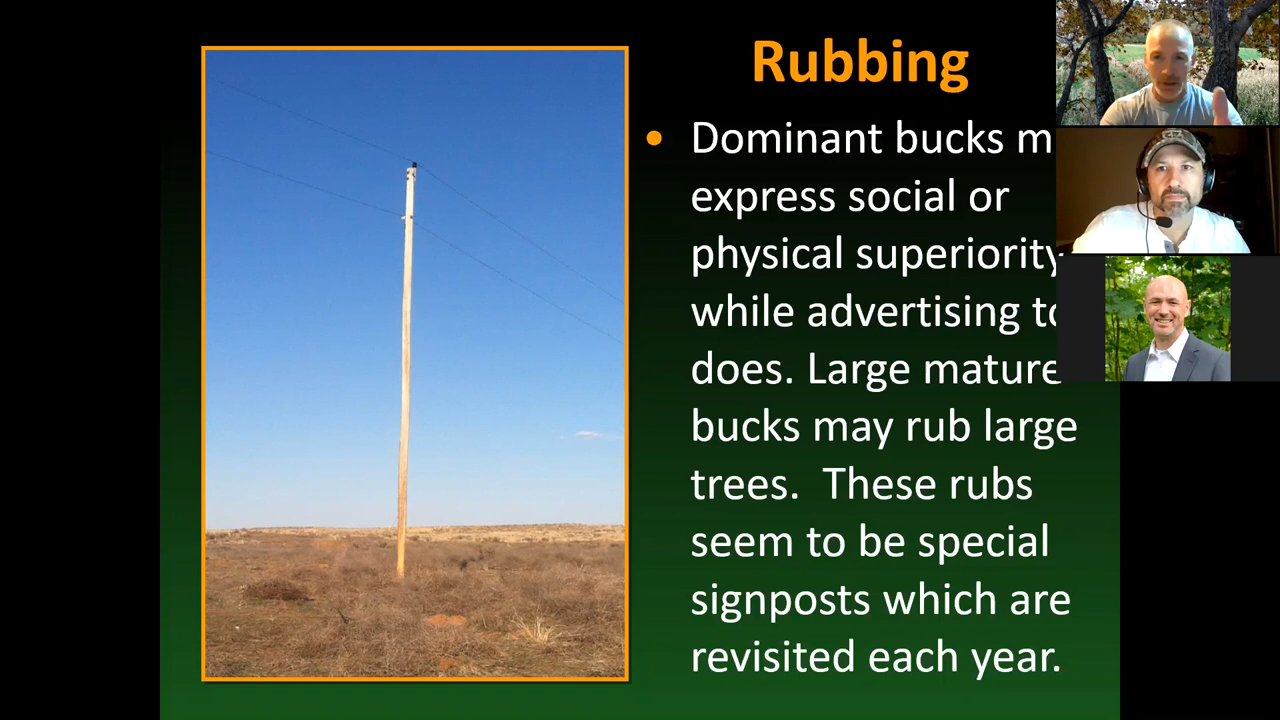 Rubbing
• Dominant bucks
express social or
physical superiority
while advertising
does. Large mature
bucks may rub large
trees. These rubs
seem to be special
signposts which are
revisited each year.